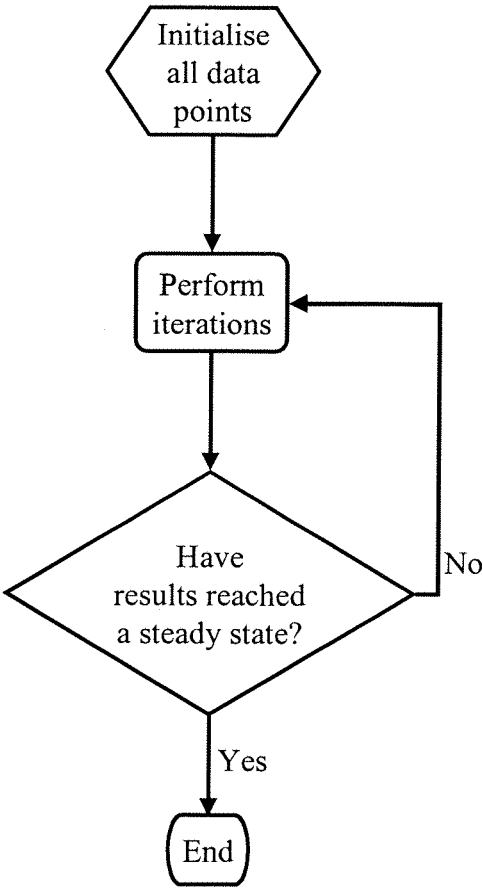 Initialise
all data
points
Perform
iterations
Have
results reached
a steady state?
No
Yes
End